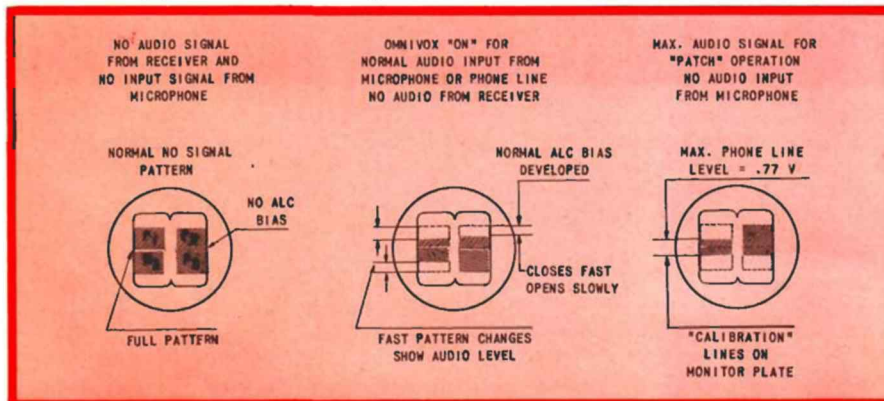 NO AUDIO SIGNAL
FROM RECEIVER AND
NO INPUT SIGNAL FROM
MICROPHONE
NORMAL NO SIGNAL
PATTERN
NO ALC
BIAS
FULL PATTERN
OMNIVOX "ON" FOR
NORMAL AUDIO INPUT FROM
MICROPHONE OR PHONE LINE
NO AUDIO FROM RECEIVER
NORMAL ALC BIAS
DEVELOPED
CLOSES FAST
OPENS SLOWLY
FAST PATTERN CHANGES
SHOW AUDIO LEVEL
MAX. AUDIO SIGNAL FOR
"PATCH" OPERATION
NO AUDIO INPUT
FROM MICROPHONE
MAX. PHONE LINE
LEVEL = .77 V
"CALIBRATION"
LINES ON
MONITOR PLATE